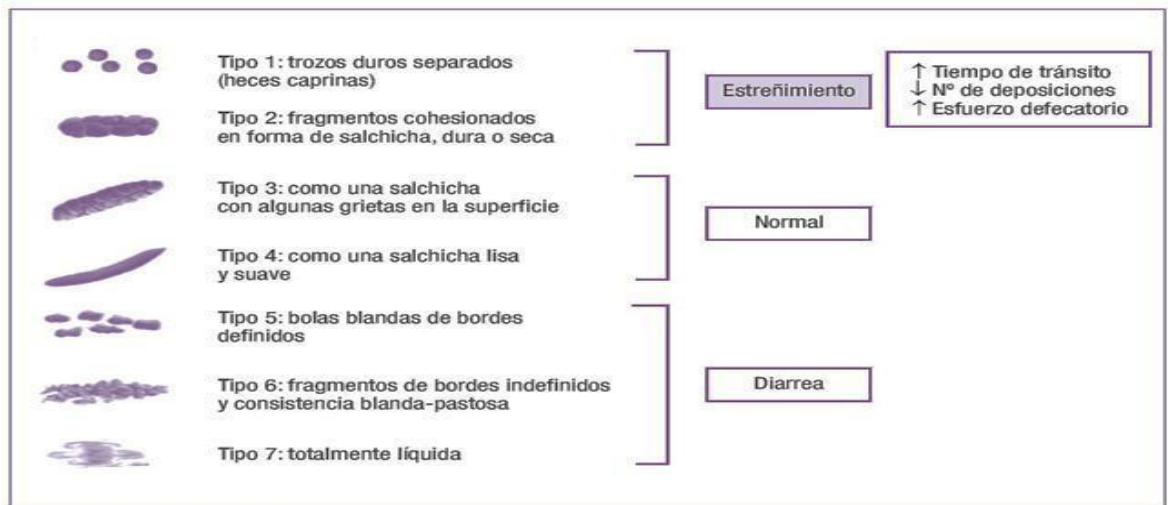 Tipo 1: trozos duros separados
(heces caprinas)
Tipo 2: fragmentos cohesionados
en forma de salchicha, dura o seca
Estreñimiento
↑ Tiempo de tránsito
↓ Nº de deposiciones
↑ Esfuerzo defecatorio
Tipo 3: como una salchicha
con algunas grietas en la superficie
Tipo 4: como una salchicha lisa
y suave
Normal
Tipo 5: bolas blandas de bordes
definidos
Tipo 6: fragmentos de bordes indefinidos
y consistencia blanda-pastosa
Tipo 7: totalmente líquida
Diarrea